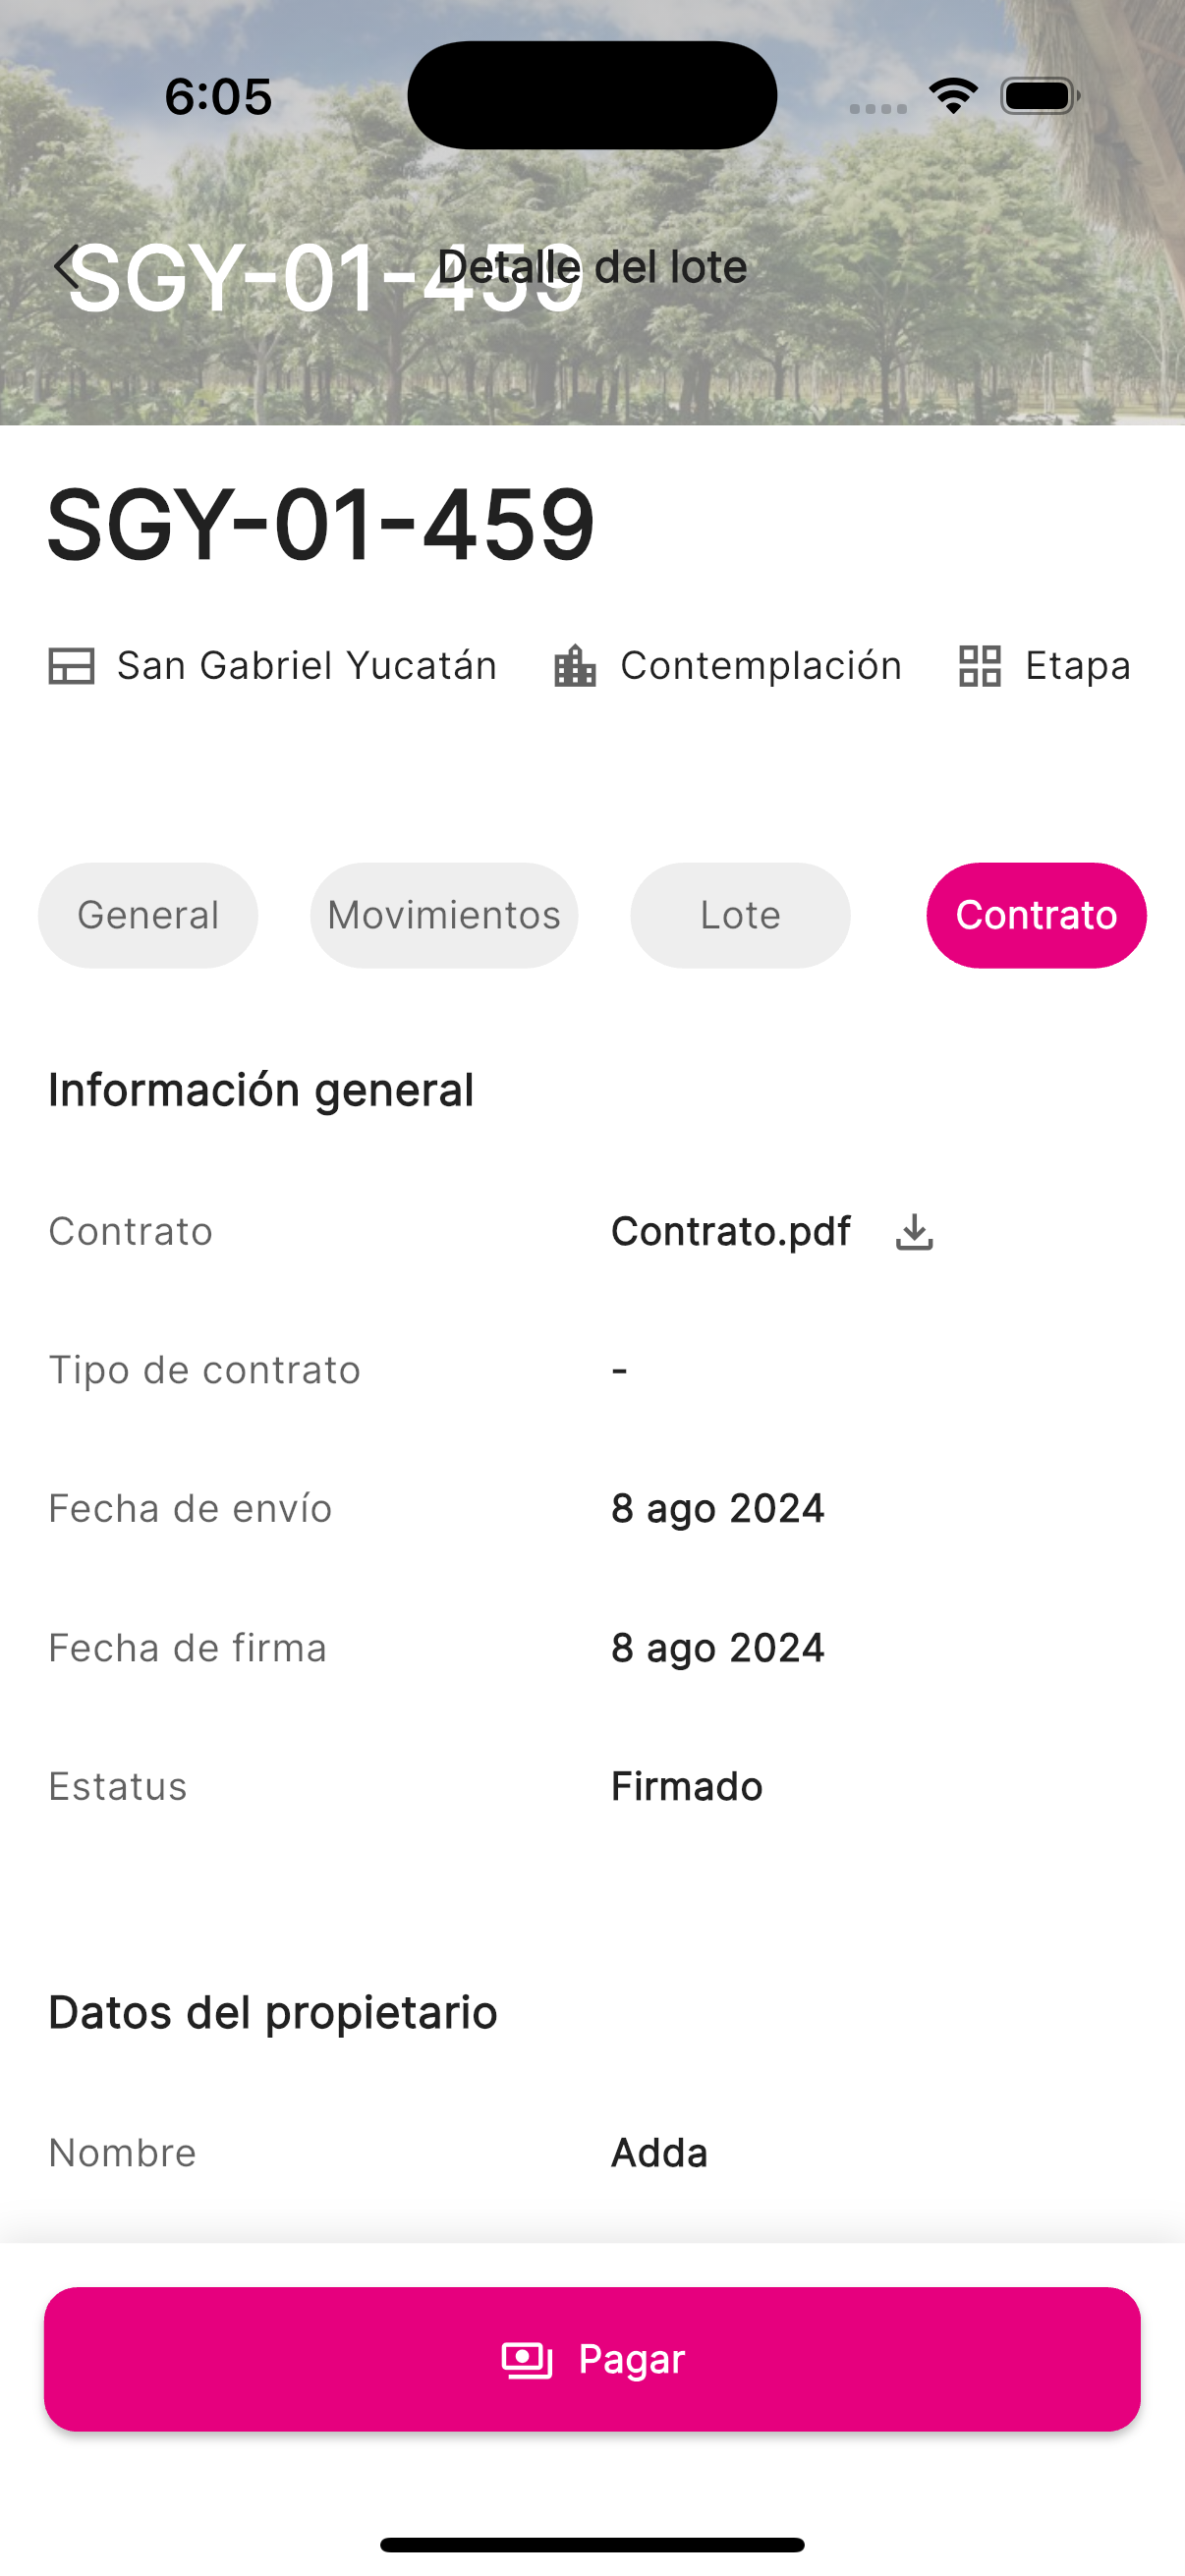 6:05
SGY-01-459
Detalle del lote
SGY-01-459
San Gabriel Yucatán Contemplación Etapa
General Movimientos Lote Contrato
Información general
Contrato Contrato.pdf
Tipo de contrato -
Fecha de envío 8 ago 2024
Fecha de firma 8 ago 2024
Estatus Firmado
Datos del propietario
Nombre Adda
Pagar